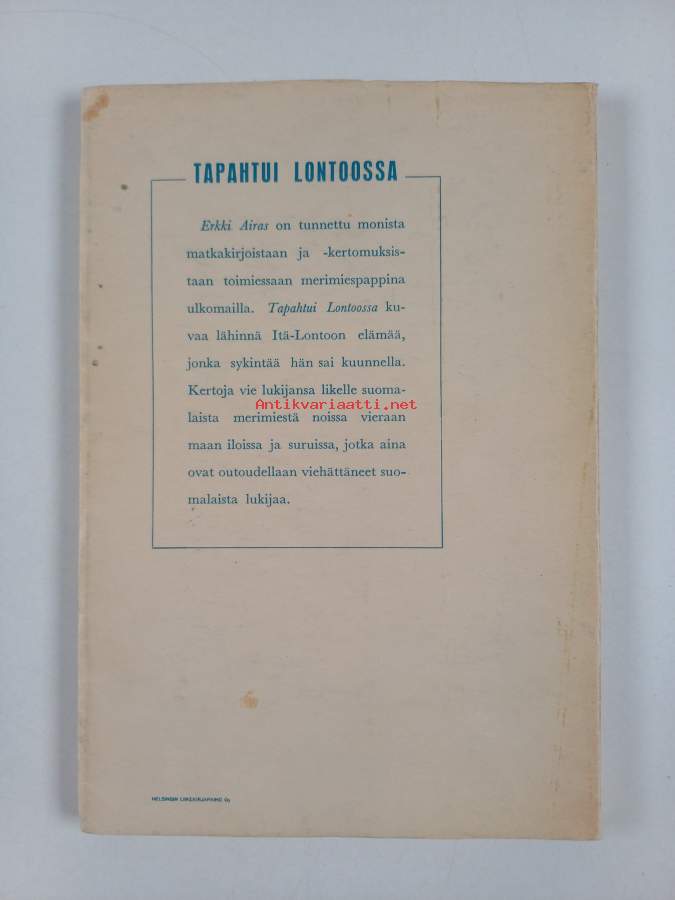 TAPAHTUI LONTOOSSA
Erkki Airas on tunnettu monista
matkakirjoistaan ja -kertomuksis-
taan toimiessaan merimiespappina
ulkomailla. Tapahtui Lontoossa ku-
vaa lähinnä Itä-Lontoon elämää,
jonka sykintää hän sai kuunnella.
Kertoja vie lukijansa likelle suoma-
Antikvariaatti.net
laista merimiestä noissa vieraan
maan iloissa ja suruissa, jotka aina
ovat outoudellaan viehättäneet suo-
malaista lukijaa.
HELSINGIN LIIKEKIRJAPAINO Oy